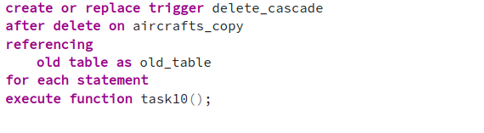 create or replace trigger delete_cascade
after delete on aircrafts_copy
referencing
    old table as old_table
for each statement
execute function task10();